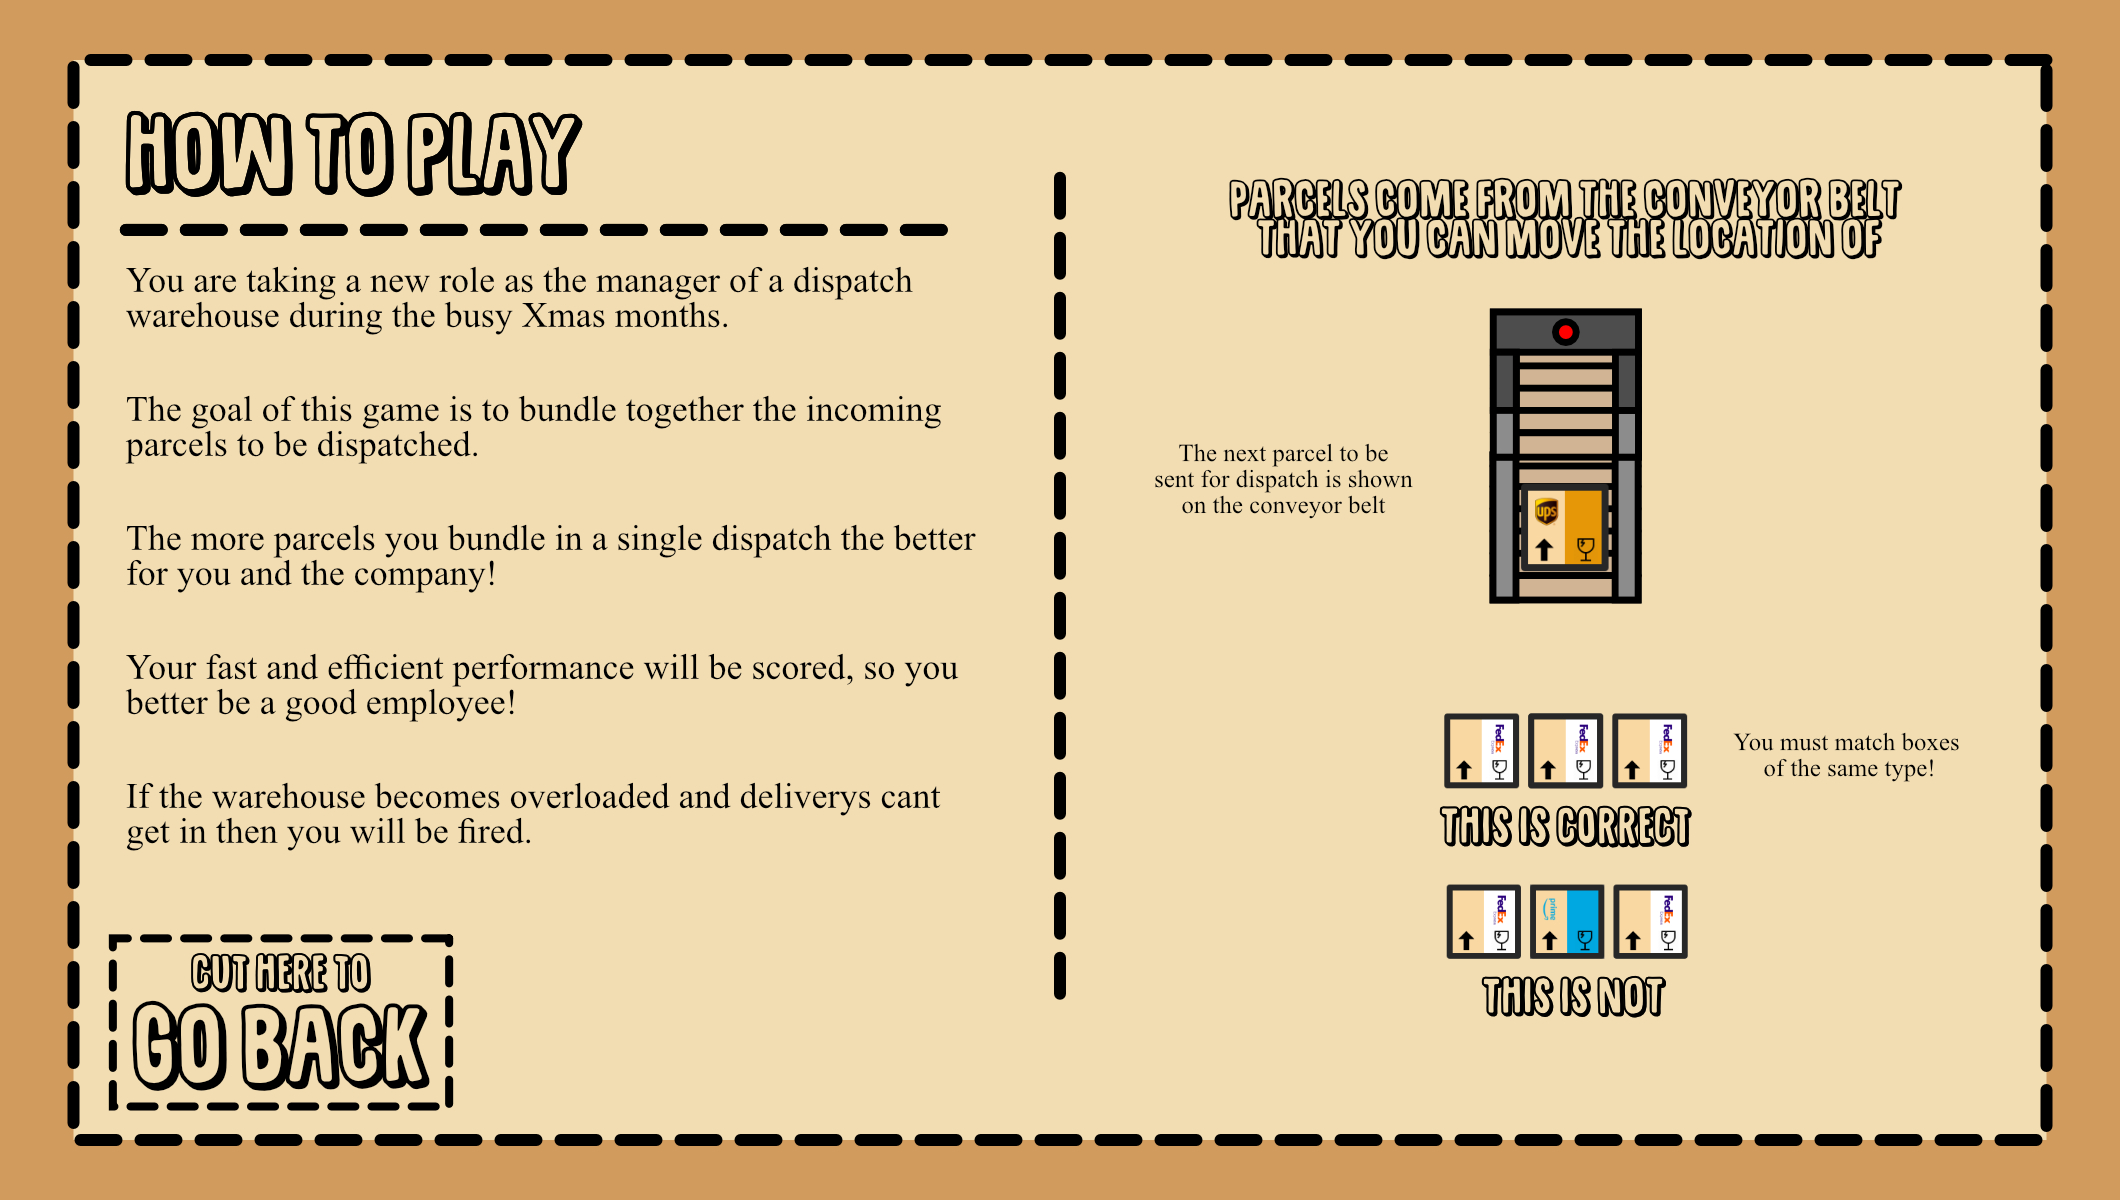 HOW TO PLAY
You are taking a new role as the manager of a dispatch
warehouse during the busy Xmas months.
The goal of this game is to bundle together the incoming
parcels to be dispatched.
The more parcels you bundle in a single dispatch the better
for you and the company!
Your fast and efficient performance will be scored, so you
better be a good employee!
If the warehouse becomes overloaded and deliverys cant
get in then you will be fired.
CUT HERE TO
GO BACK
PARCELS COME FROM THE CONVEYOR BELT
THAT YOU CAN MOVE THE LOCATION OF
The next parcel to be
sent for dispatch is shown
on the conveyor belt
ups
FedEx
FedEx
FedEx
You must match boxes
of the same type!
THIS IS CORRECT
FedEx
prime
FedEx
THIS IS NOT